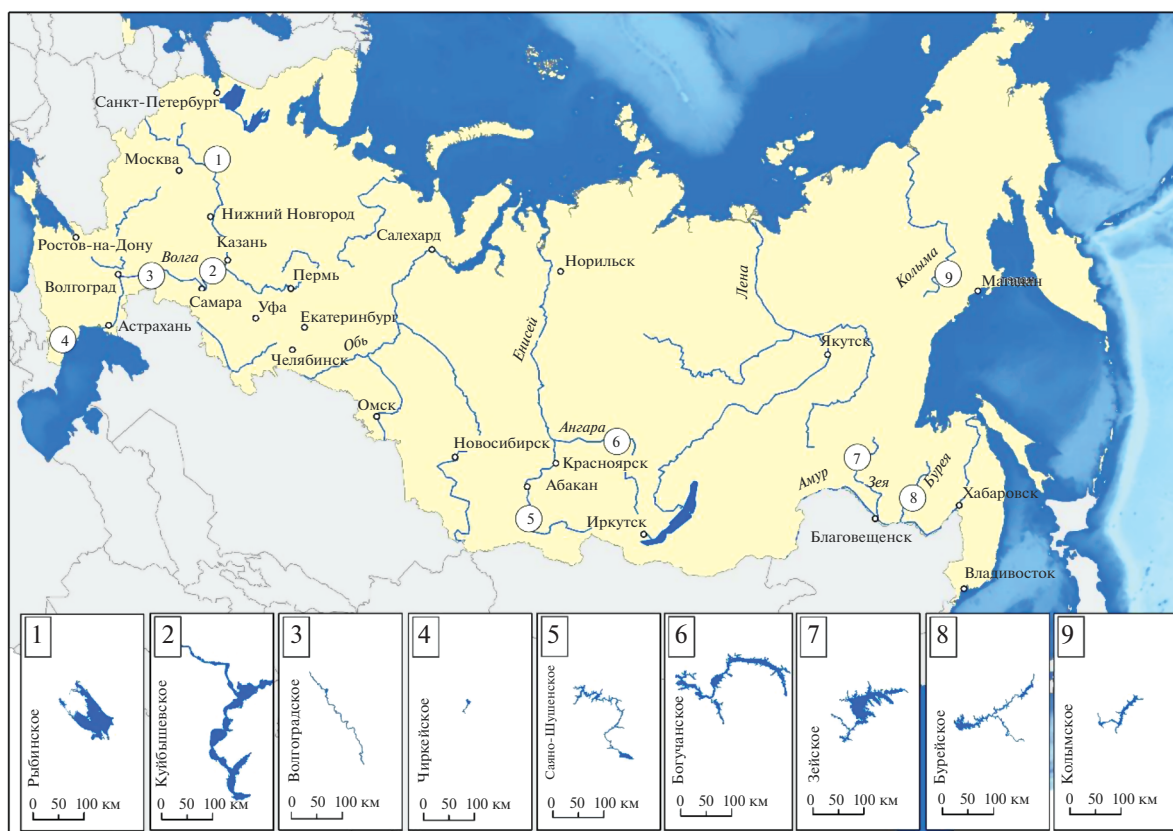 Санкт-Петербург
Москва
1
Нижний Новгород
Ростов-на-Дону
Казань
Салехард
Волга
2
Волгоград
3
Пермь
Норильск
Лена
Колыма
9
Магадан
Самара
Уфа
Астрахань
Екатеринбург
4
Челябинск
Обь
Енисей
Якутск
Омск
Ангара
6
Новосибирск
Красноярск
7
Абакан
Амур
Зея
Бурея
8
Хабаровск
5
Иркутск
Благовещенск
Владивосток
1
Рыбинское
0 50 100 км
2
Куйбышевское
0 50 100 км
3
Волгоградское
0 50 100 км
4
Чиркейское
0 50 100 км
5
Саяно-Шушенское
0 50 100 км
6
Богучанское
0 50 100 км
7
Зейское
0 50 100 км
8
Бурейское
0 50 100 км
9
Колымское
0 50 100 км